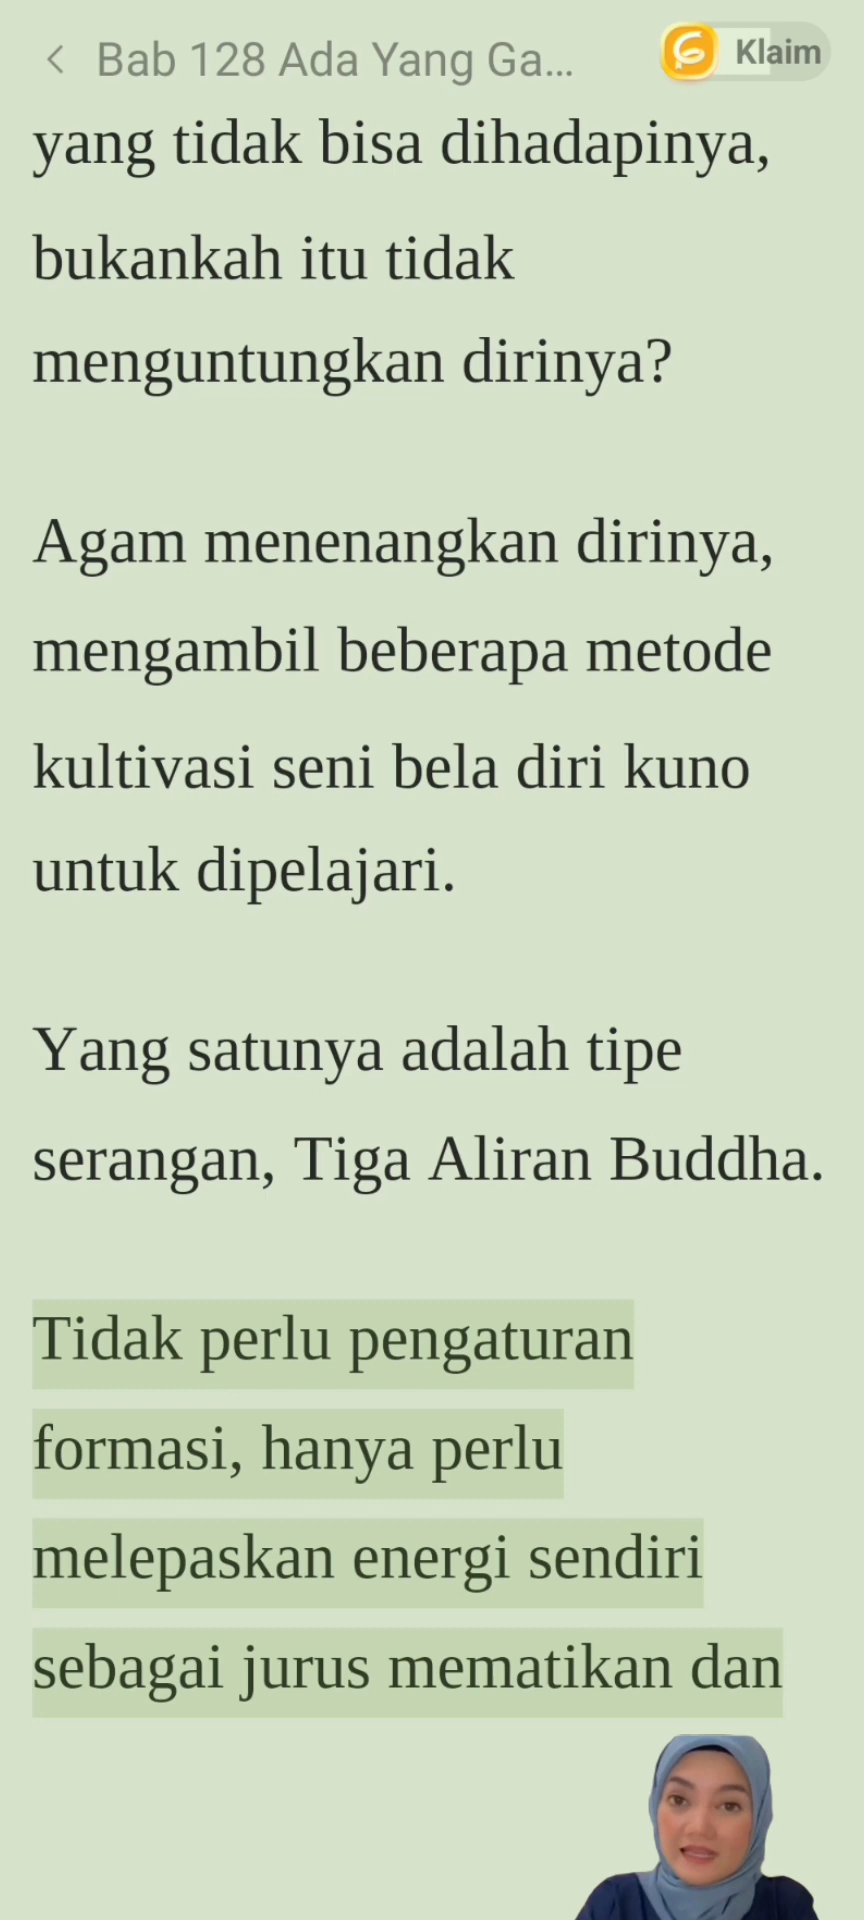 Bab 128 Ada Yang Ga...
Klaim
yang tidak bisa dihadapinya,
bukankah itu tidak
menguntungkan dirinya?
Agam menenangkan dirinya,
mengambil beberapa metode
kultivasi seni bela diri kuno
untuk dipelajari.
Yang satunya adalah tipe
serangan, Tiga Aliran Buddha.
Tidak perlu pengaturan
formasi, hanya perlu
melepaskan energi sendiri
sebagai jurus mematikan dan